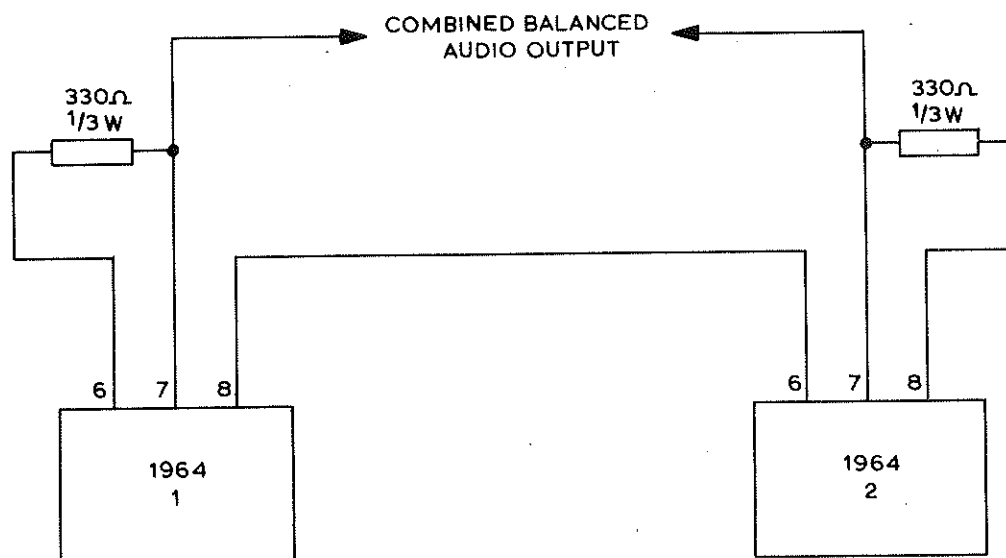 COMBINED BALANCED
AUDIO OUTPUT
330Ω
1/3 W
330Ω
1/3 W
6 7 8
6 7 8
1964
1
1964
2